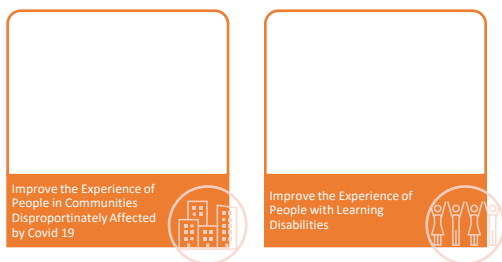 Improve the Experience of
People in Communities
Disproportinately Affected
by Covid 19
Improve the Experience of
People with Learning
Disabilities